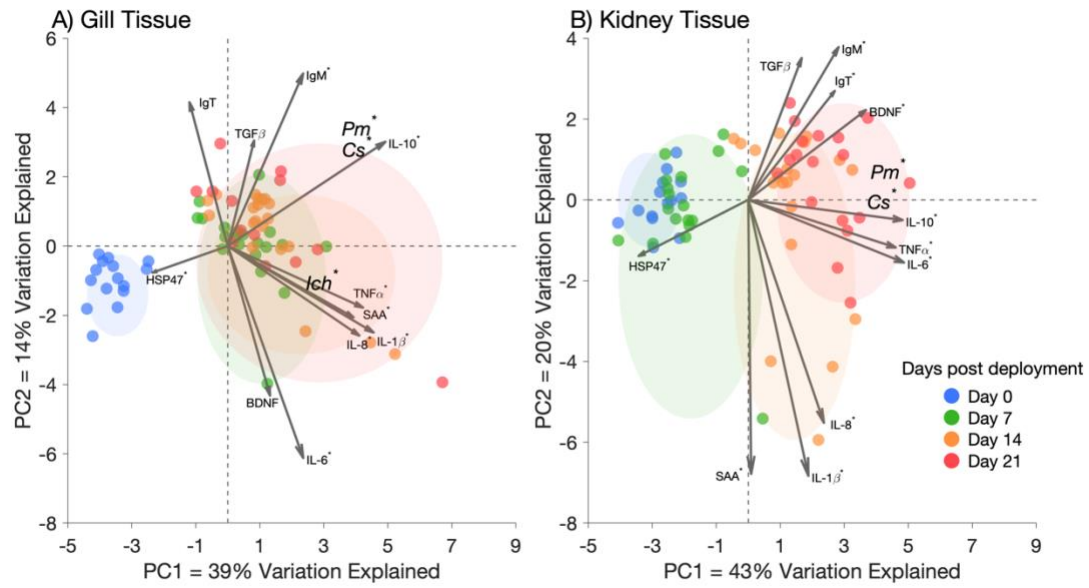 A) Gill Tissue
6
4
2
0
-2
-4
-6
-8
PC2 = 14% Variation Explained
IgM*
IgT
TGFβ
Pm*
Cs*
IL-10*
HSP47*
Ich*
TNFα*
SAA*
IL-1β*
IL-8*
BDNF
IL-6*
-5 -3 -1 1 3 5 7 9
PC1 = 39% Variation Explained
B) Kidney Tissue
4
2
0
-2
-4
-6
-8
PC2 = 20% Variation Explained
IgM*
TGFβ
IgT*
BDNF*
Pm*
Cs*
IL-10*
TNFα*
IL-6*
HSP47*
IL-8*
SAA*
IL-1β*
Days post deployment
Day 0
Day 7
Day 14
Day 21
-5 -3 -1 1 3 5 7 9
PC1 = 43% Variation Explained